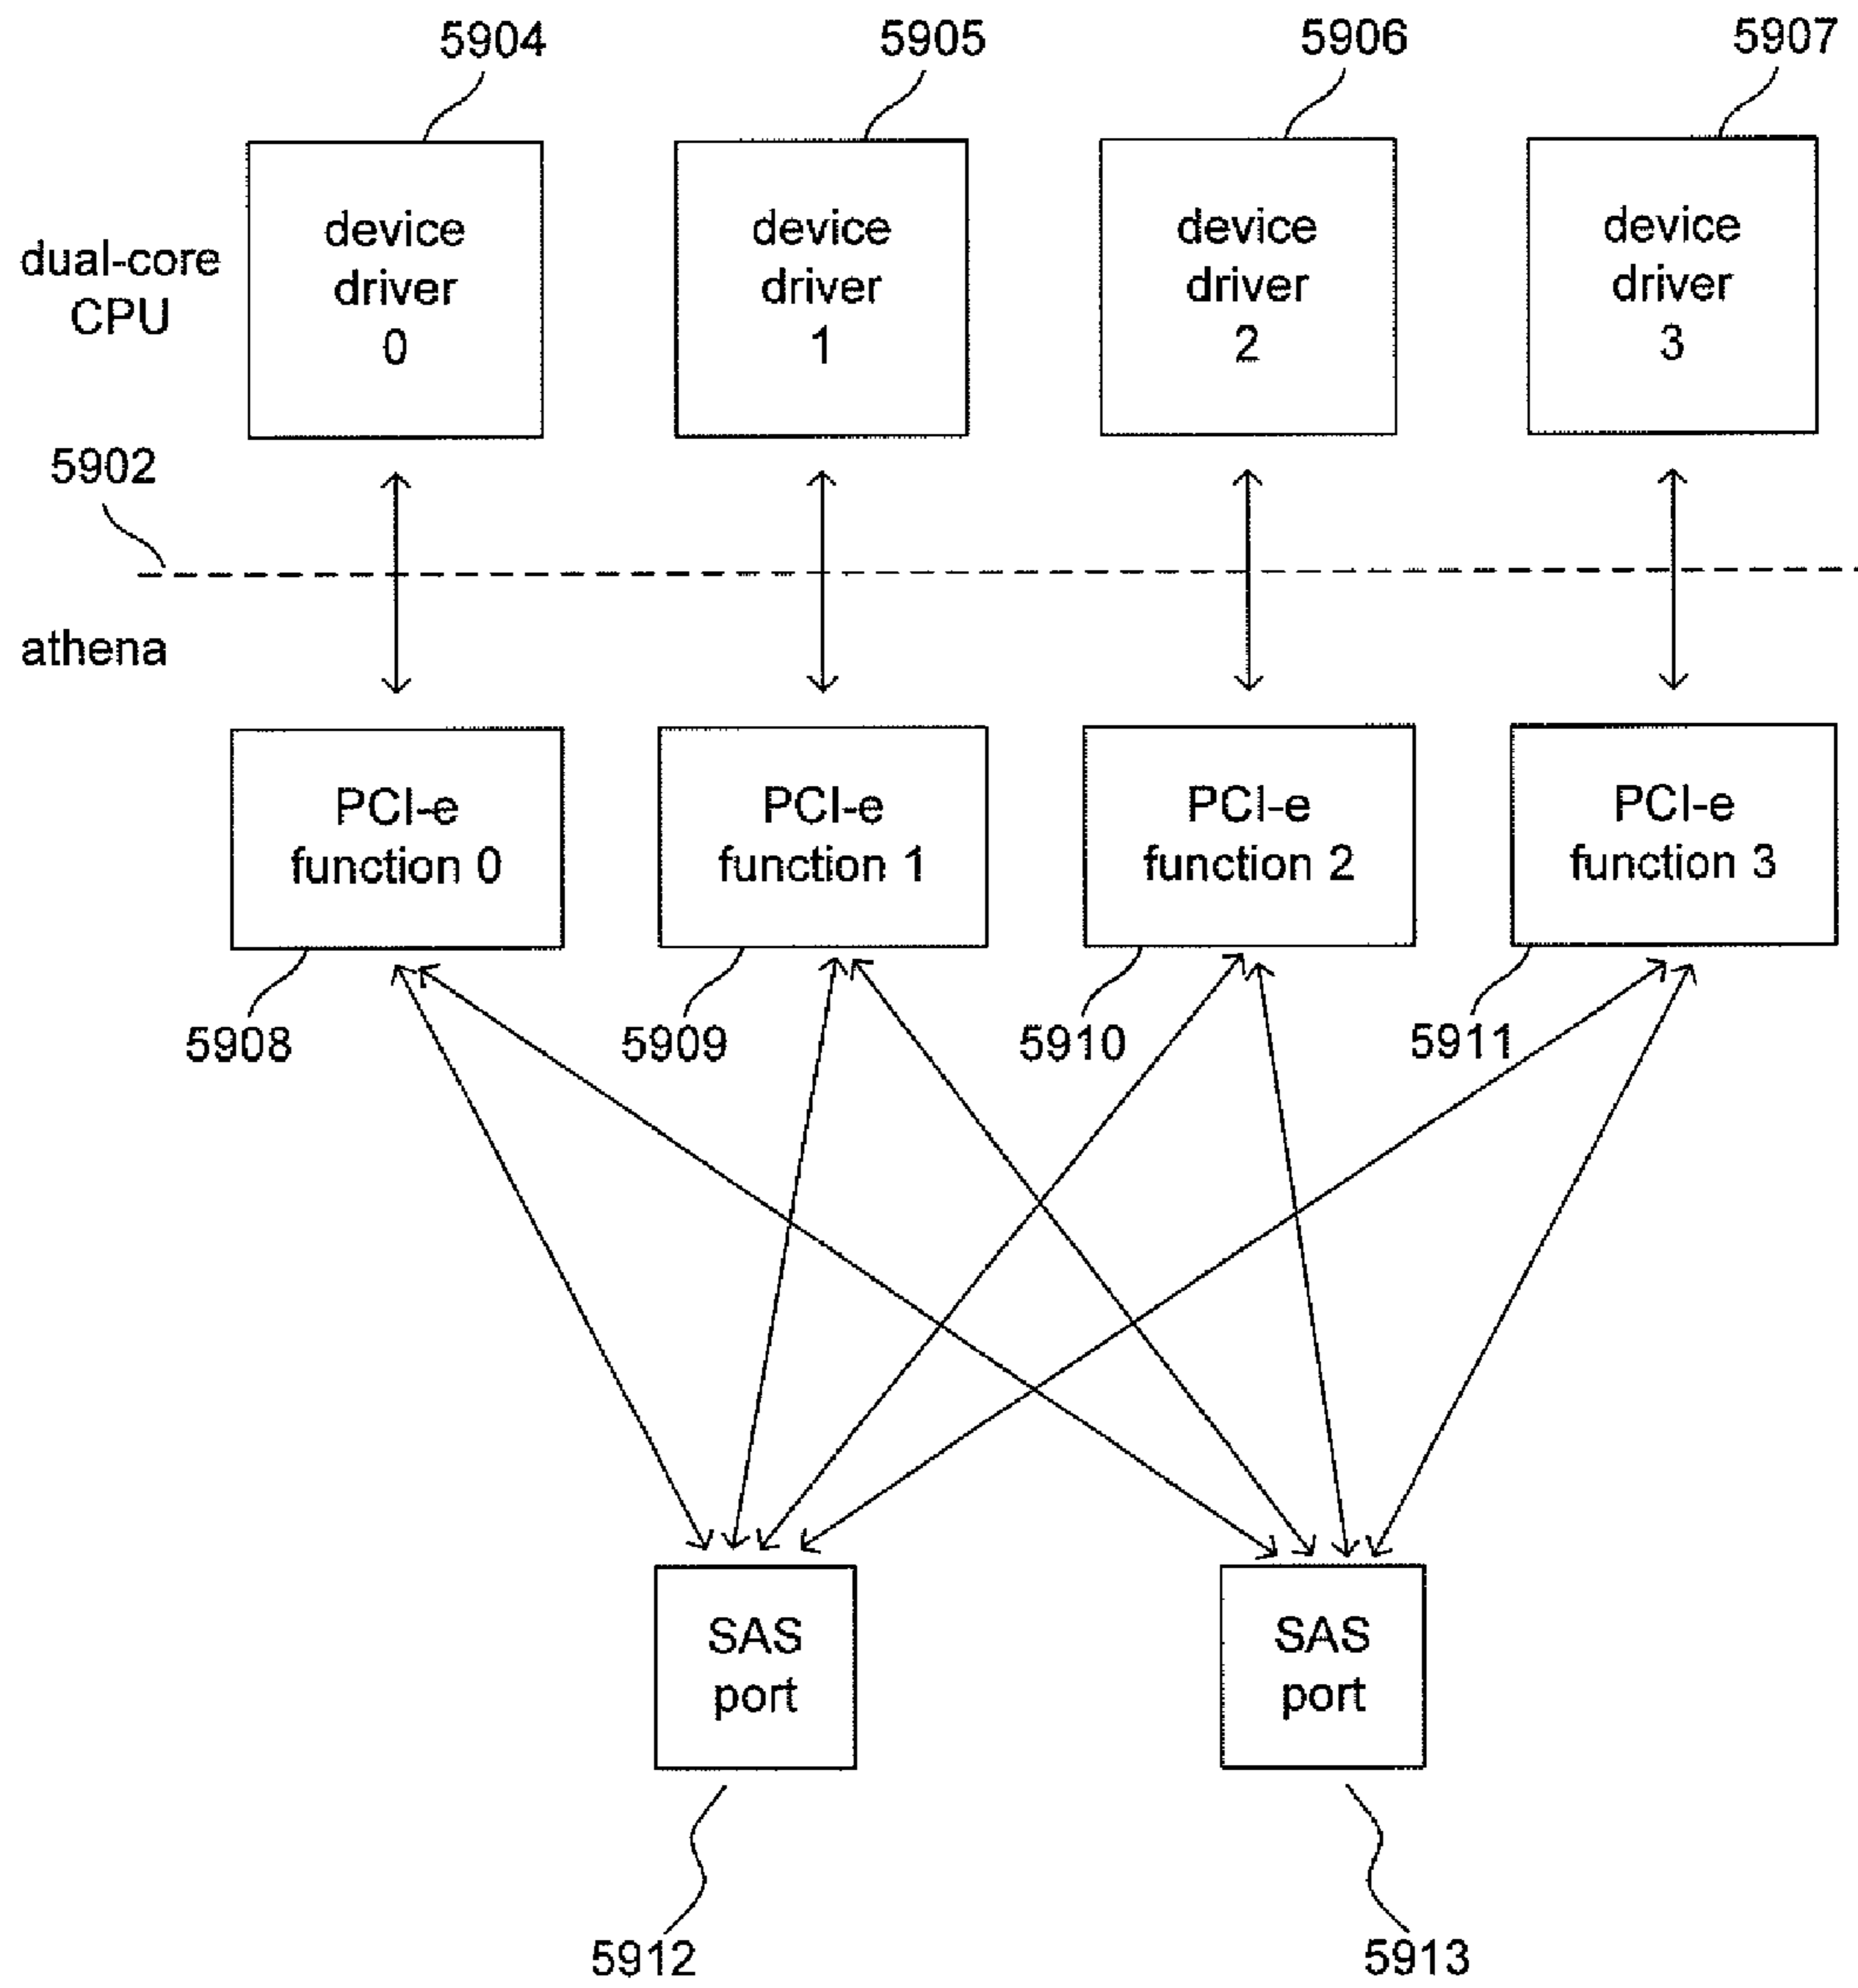 5904
5905
5906
5907
dual-core
CPU
device
driver
0
device
driver
1
device
driver
2
device
driver
3
5902
athena
PCI-e
function 0
PCI-e
function 1
PCI-e
function 2
PCI-e
function 3
5908
5909
5910
5911
SAS
port
SAS
port
5912
5913